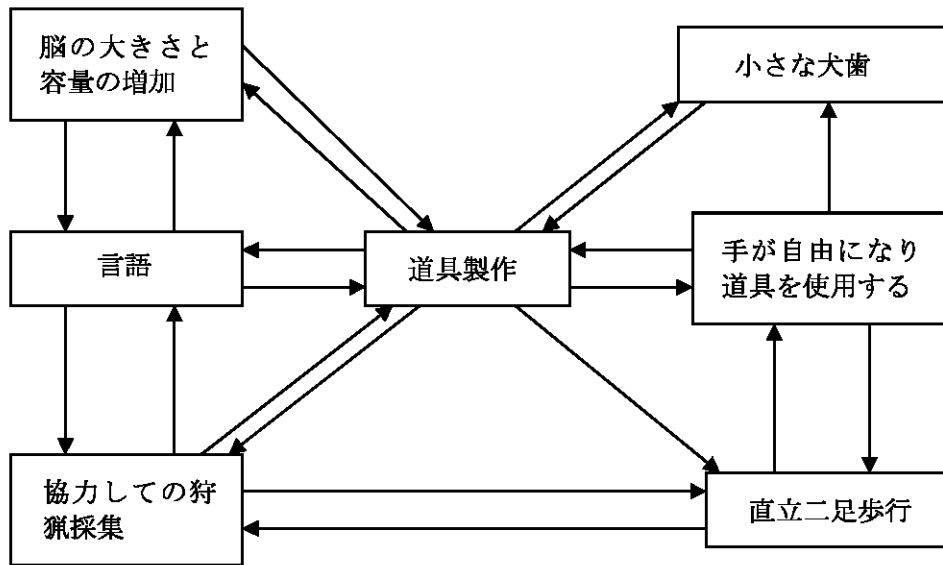 脳の大きさと
容量の増加
小さな犬歯
言語
道具製作
手が自由になり
道具を使用する
協力しての狩
猟採集
直立二足歩行